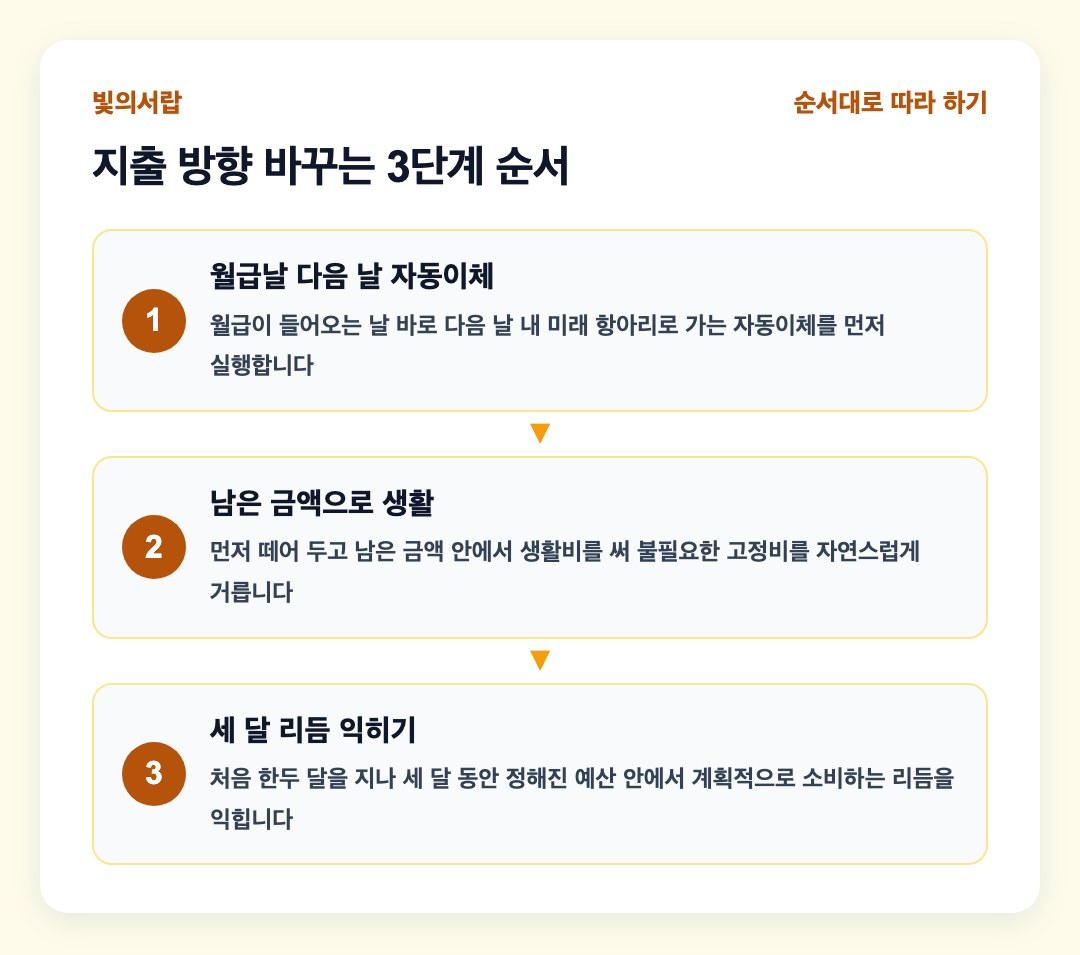 빛의서랍
순서대로 따라 하기
지출 방향 바꾸는 3단계 순서
1
월급날 다음 날 자동이체
월급이 들어오는 날 바로 다음 날 내 미래 항아리로 가는 자동이체를 먼저
실행합니다
▼
2
남은 금액으로 생활
먼저 떼어 두고 남은 금액 안에서 생활비를 써 불필요한 고정비를 자연스럽게
거릅니다
▼
3
세 달 리듬 익히기
처음 한두 달을 지나 세 달 동안 정해진 예산 안에서 계획적으로 소비하는 리듬을
익힙니다